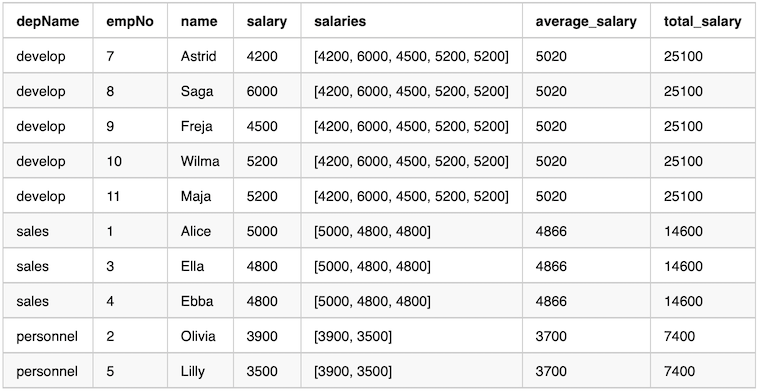 depName empNo name salary salaries average_salary total_salary
develop 7 Astrid 4200 [4200, 6000, 4500, 5200, 5200] 5020 25100
develop 8 Saga 6000 [4200, 6000, 4500, 5200, 5200] 5020 25100
develop 9 Freja 4500 [4200, 6000, 4500, 5200, 5200] 5020 25100
develop 10 Wilma 5200 [4200, 6000, 4500, 5200, 5200] 5020 25100
develop 11 Maja 5200 [4200, 6000, 4500, 5200, 5200] 5020 25100
sales 1 Alice 5000 [5000, 4800, 4800] 4866 14600
sales 3 Ella 4800 [5000, 4800, 4800] 4866 14600
sales 4 Ebba 4800 [5000, 4800, 4800] 4866 14600
personnel 2 Olivia 3900 [3900, 3500] 3700 7400
personnel 5 Lilly 3500 [3900, 3500] 3700 7400